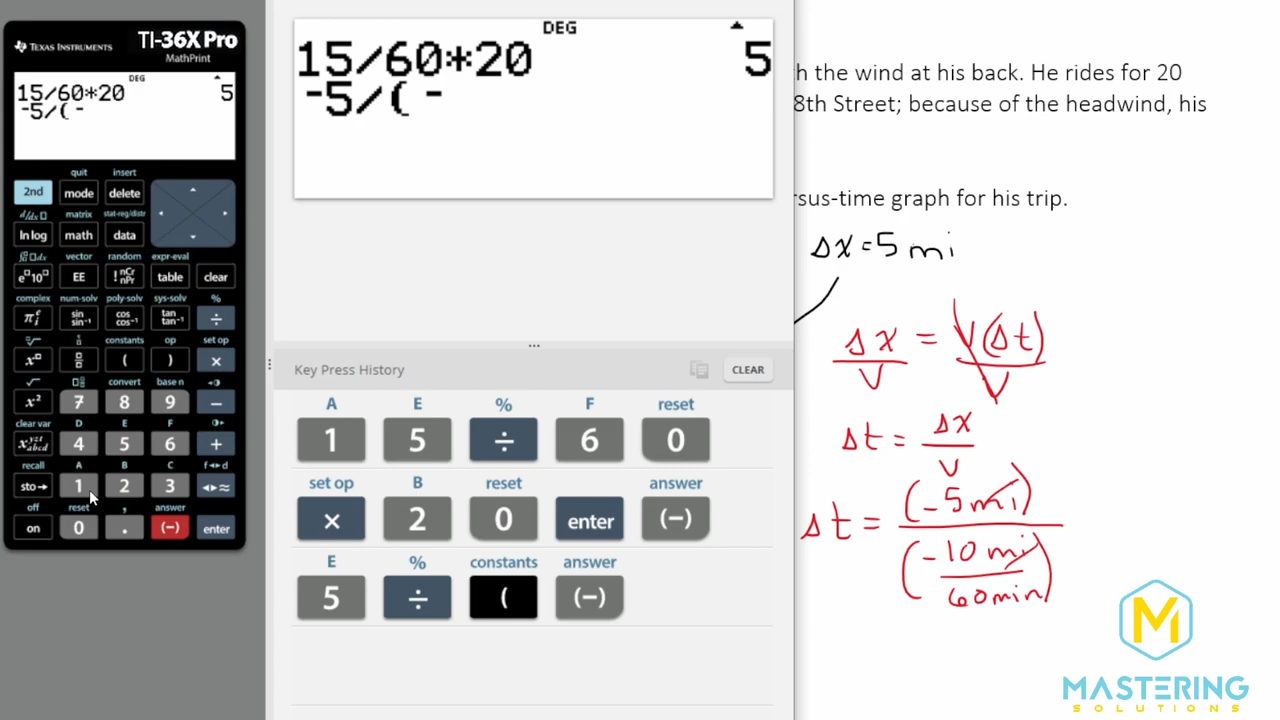 TEXAS INSTRUMENTS TI-36X Pro
MathPrint
DEG
15/60*20 5
-5/( -
quit insert
2nd mode delete
d/dx matrix stat-reg/distr
ln log math data
vector random expr-eval
EE nCr nPr table clear
complex num-solv poly-solv sys-solv %
sin sin-1 cos cos-1 tan tan-1 ÷
constants op set op
( ) ×
convert base n
x² 7 8 9 −
clear var D E F
xyzt abcd 4 5 6 +
recall A B C f◂▸d
sto→ 1 2 3 ◂▸≈
off reset , answer
on 0 . (−) enter
DEG
15/60*20 5
-5/( -
Key Press History
CLEAR
A E % F reset
1 5 ÷ 6 0
set op B reset answer
× 2 0 enter (−)
E % constants answer
5 ÷ ( (−)
h the wind at his back. He rides for 20
8th Street; because of the headwind, his
rsus-time graph for his trip.
Δx=5 mi
Δx/V = V(Δt)/V
Δt = Δx/V
Δt = (-5mi)/(-10 mi/60min)
MASTERING
SOLUTIONS